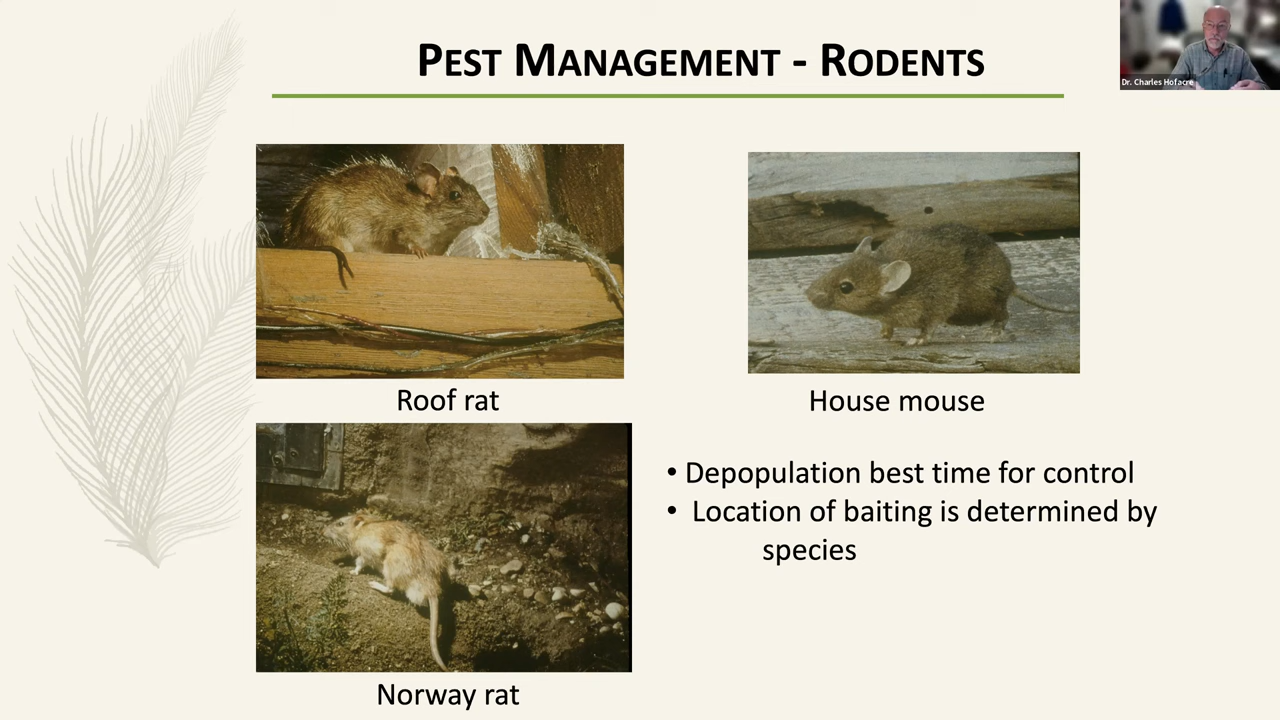 PEST MANAGEMENT - RODENTS
Dr. Charles Hofacre
Roof rat
House mouse
• Depopulation best time for control
• Location of baiting is determined by
species
Norway rat